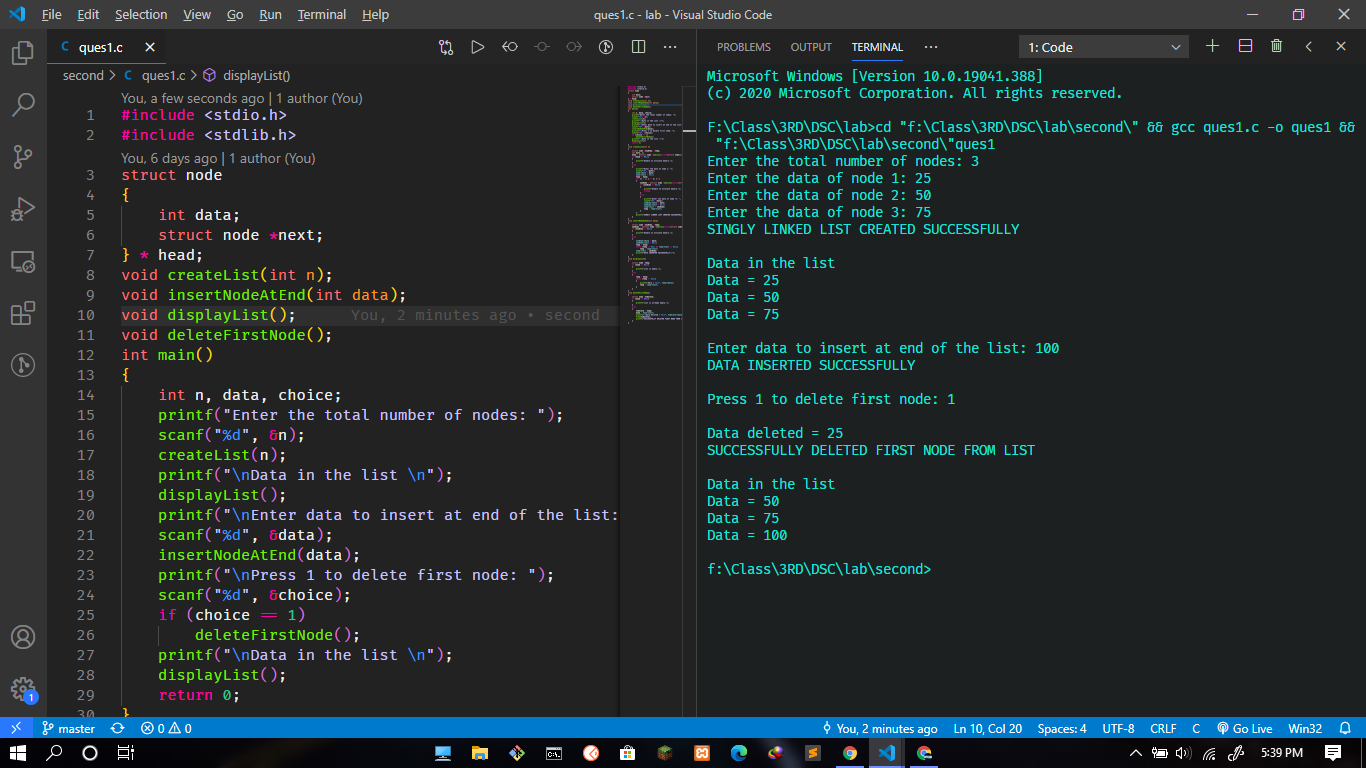 File Edit Selection View Go Run Terminal Help
ques1.c - lab - Visual Studio Code
C ques1.c
second > C ques1.c > displayList()
You, a few seconds ago | 1 author (You)
1 #include <stdio.h>
2 #include <stdlib.h>
You, 6 days ago | 1 author (You)
3 struct node
4 {
5 int data;
6 struct node *next;
7 } * head;
8 void createList(int n);
9 void insertNodeAtEnd(int data);
10 void displayList(); You, 2 minutes ago • second
11 void deleteFirstNode();
12 int main()
13 {
14 int n, data, choice;
15 printf("Enter the total number of nodes: ");
16 scanf("%d", &n);
17 createList(n);
18 printf("\nData in the list \n");
19 displayList();
20 printf("\nEnter data to insert at end of the list:
21 scanf("%d", &data);
22 insertNodeAtEnd(data);
23 printf("\nPress 1 to delete first node: ");
24 scanf("%d", &choice);
25 if (choice == 1)
26 deleteFirstNode();
27 printf("\nData in the list \n");
28 displayList();
29 return 0;
30 }
PROBLEMS OUTPUT TERMINAL ··· 1: Code
Microsoft Windows [Version 10.0.19041.388]
(c) 2020 Microsoft Corporation. All rights reserved.
F:\Class\3RD\DSC\lab>cd "f:\Class\3RD\DSC\lab\second\" && gcc ques1.c -o ques1 &&
"f:\Class\3RD\DSC\lab\second\"ques1
Enter the total number of nodes: 3
Enter the data of node 1: 25
Enter the data of node 2: 50
Enter the data of node 3: 75
SINGLY LINKED LIST CREATED SUCCESSFULLY
Data in the list
Data = 25
Data = 50
Data = 75
Enter data to insert at end of the list: 100
DATA INSERTED SUCCESSFULLY
Press 1 to delete first node: 1
Data deleted = 25
SUCCESSFULLY DELETED FIRST NODE FROM LIST
Data in the list
Data = 50
Data = 75
Data = 100
f:\Class\3RD\DSC\lab\second>
1
master 0 0 You, 2 minutes ago Ln 10, Col 20 Spaces: 4 UTF-8 CRLF C Go Live Win32
5:39 PM